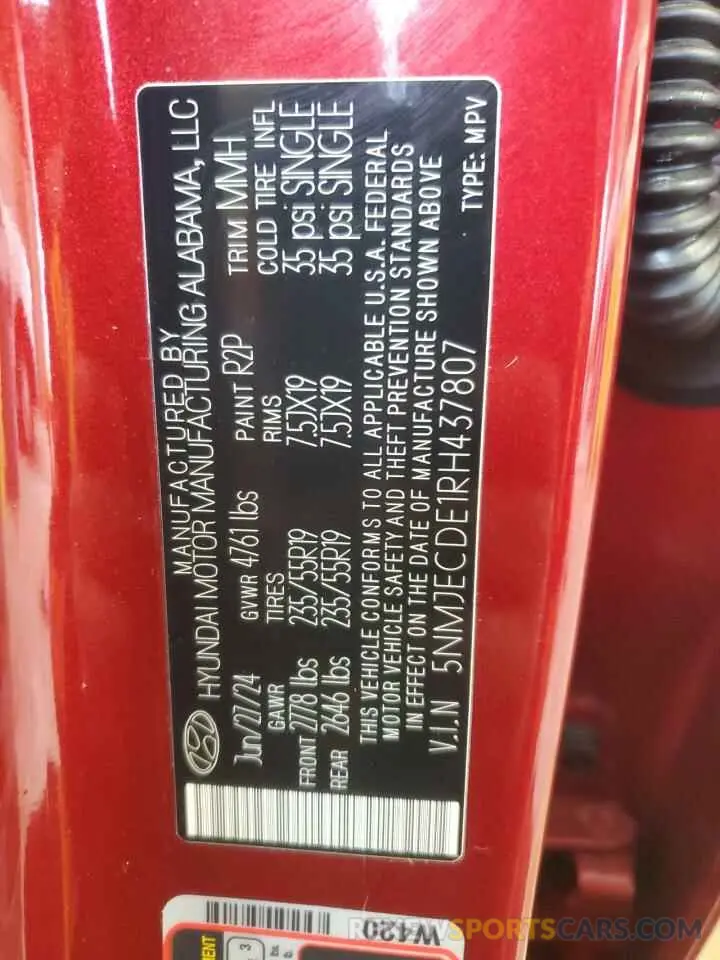 MANUFACTURED BY
HYUNDAI MOTOR MANUFACTURING ALABAMA, LLC
Jun/27/24 GVWR 4761 lbs PAINT R2P TRIM MMH
GAWR TIRES RIMS COLD TIRE INFL
FRONT 2778 lbs 235/55R19 7.5JX19 35 psi SINGLE
REAR 2646 lbs 235/55R19 7.5JX19 35 psi SINGLE
THIS VEHICLE CONFORMS TO ALL APPLICABLE U.S.A. FEDERAL
MOTOR VEHICLE SAFETY AND THEFT PREVENTION STANDARDS
IN EFFECT ON THE DATE OF MANUFACTURE SHOWN ABOVE
V.I.N 5NMJECDE1RH437807 TYPE: MPV
W420
REVIEWSPORTSCARS.COM